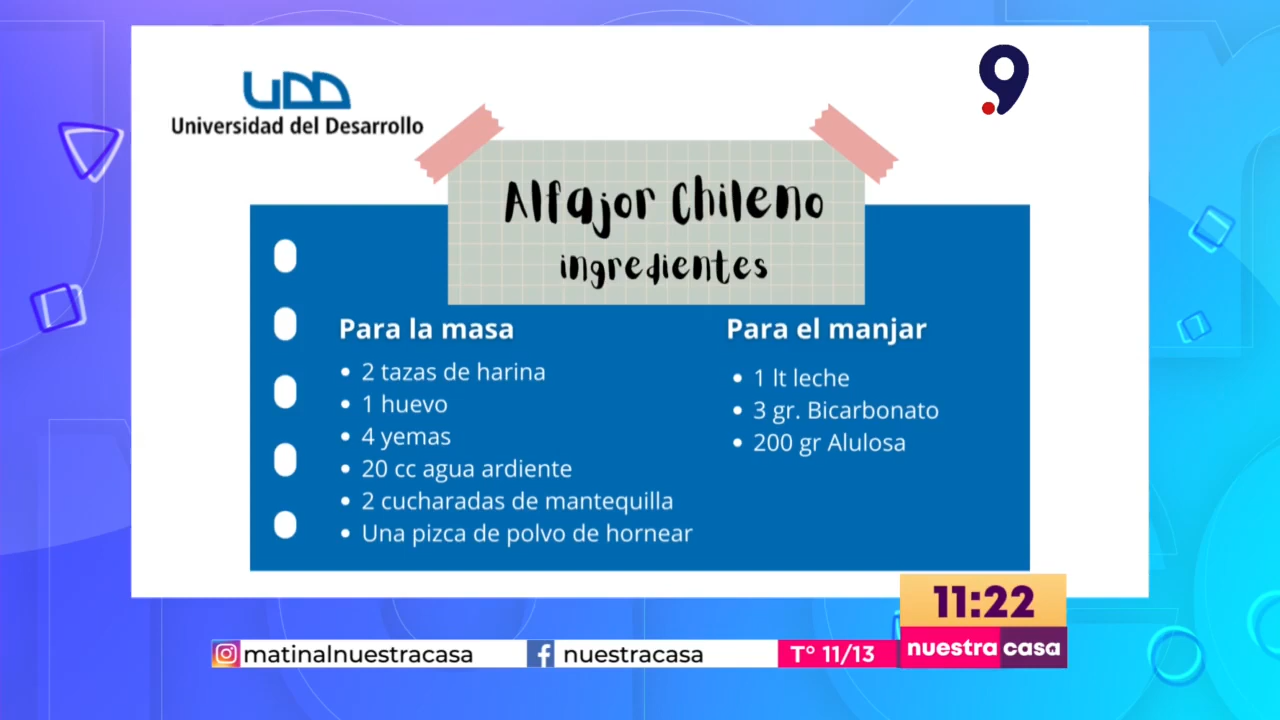 UDD
Universidad del Desarrollo
9
Alfajor Chileno
ingredientes
Para la masa
• 2 tazas de harina
• 1 huevo
• 4 yemas
• 20 cc agua ardiente
• 2 cucharadas de mantequilla
• Una pizca de polvo de hornear
Para el manjar
• 1 lt leche
• 3 gr. Bicarbonato
• 200 gr Alulosa
11:22
matinalnuestracasa
nuestracasa
T° 11/13
nuestra casa